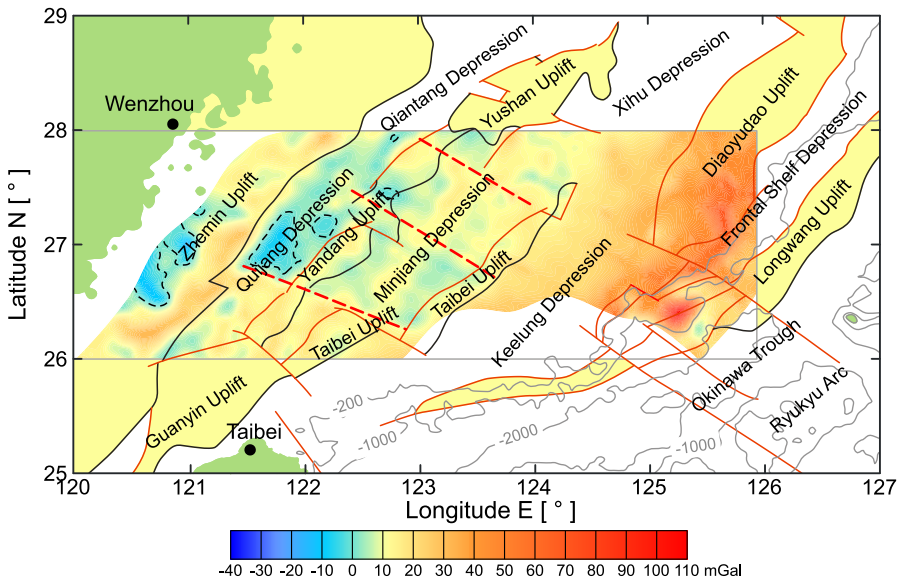 29
28
27
26
25
Latitude N [ ° ]
Wenzhou
Qiantang Depression
Yushan Uplift
Xihu Depression
Diaoyudao Uplift
Frontal Shelf Depression
Longwang Uplift
Zhemin Uplift
Qujiang Depression
Yandang Uplift
Minjiang Depression
Taibei Uplift
Taibei Uplift
Keelung Depression
Okinawa Trough
Ryukyu Arc
Guanyin Uplift
Taibei
-200
-1000
-2000
-1000
120 121 122 123 124 125 126 127
Longitude E [ ° ]
-40 -30 -20 -10 0 10 20 30 40 50 60 70 80 90 100 110 mGal